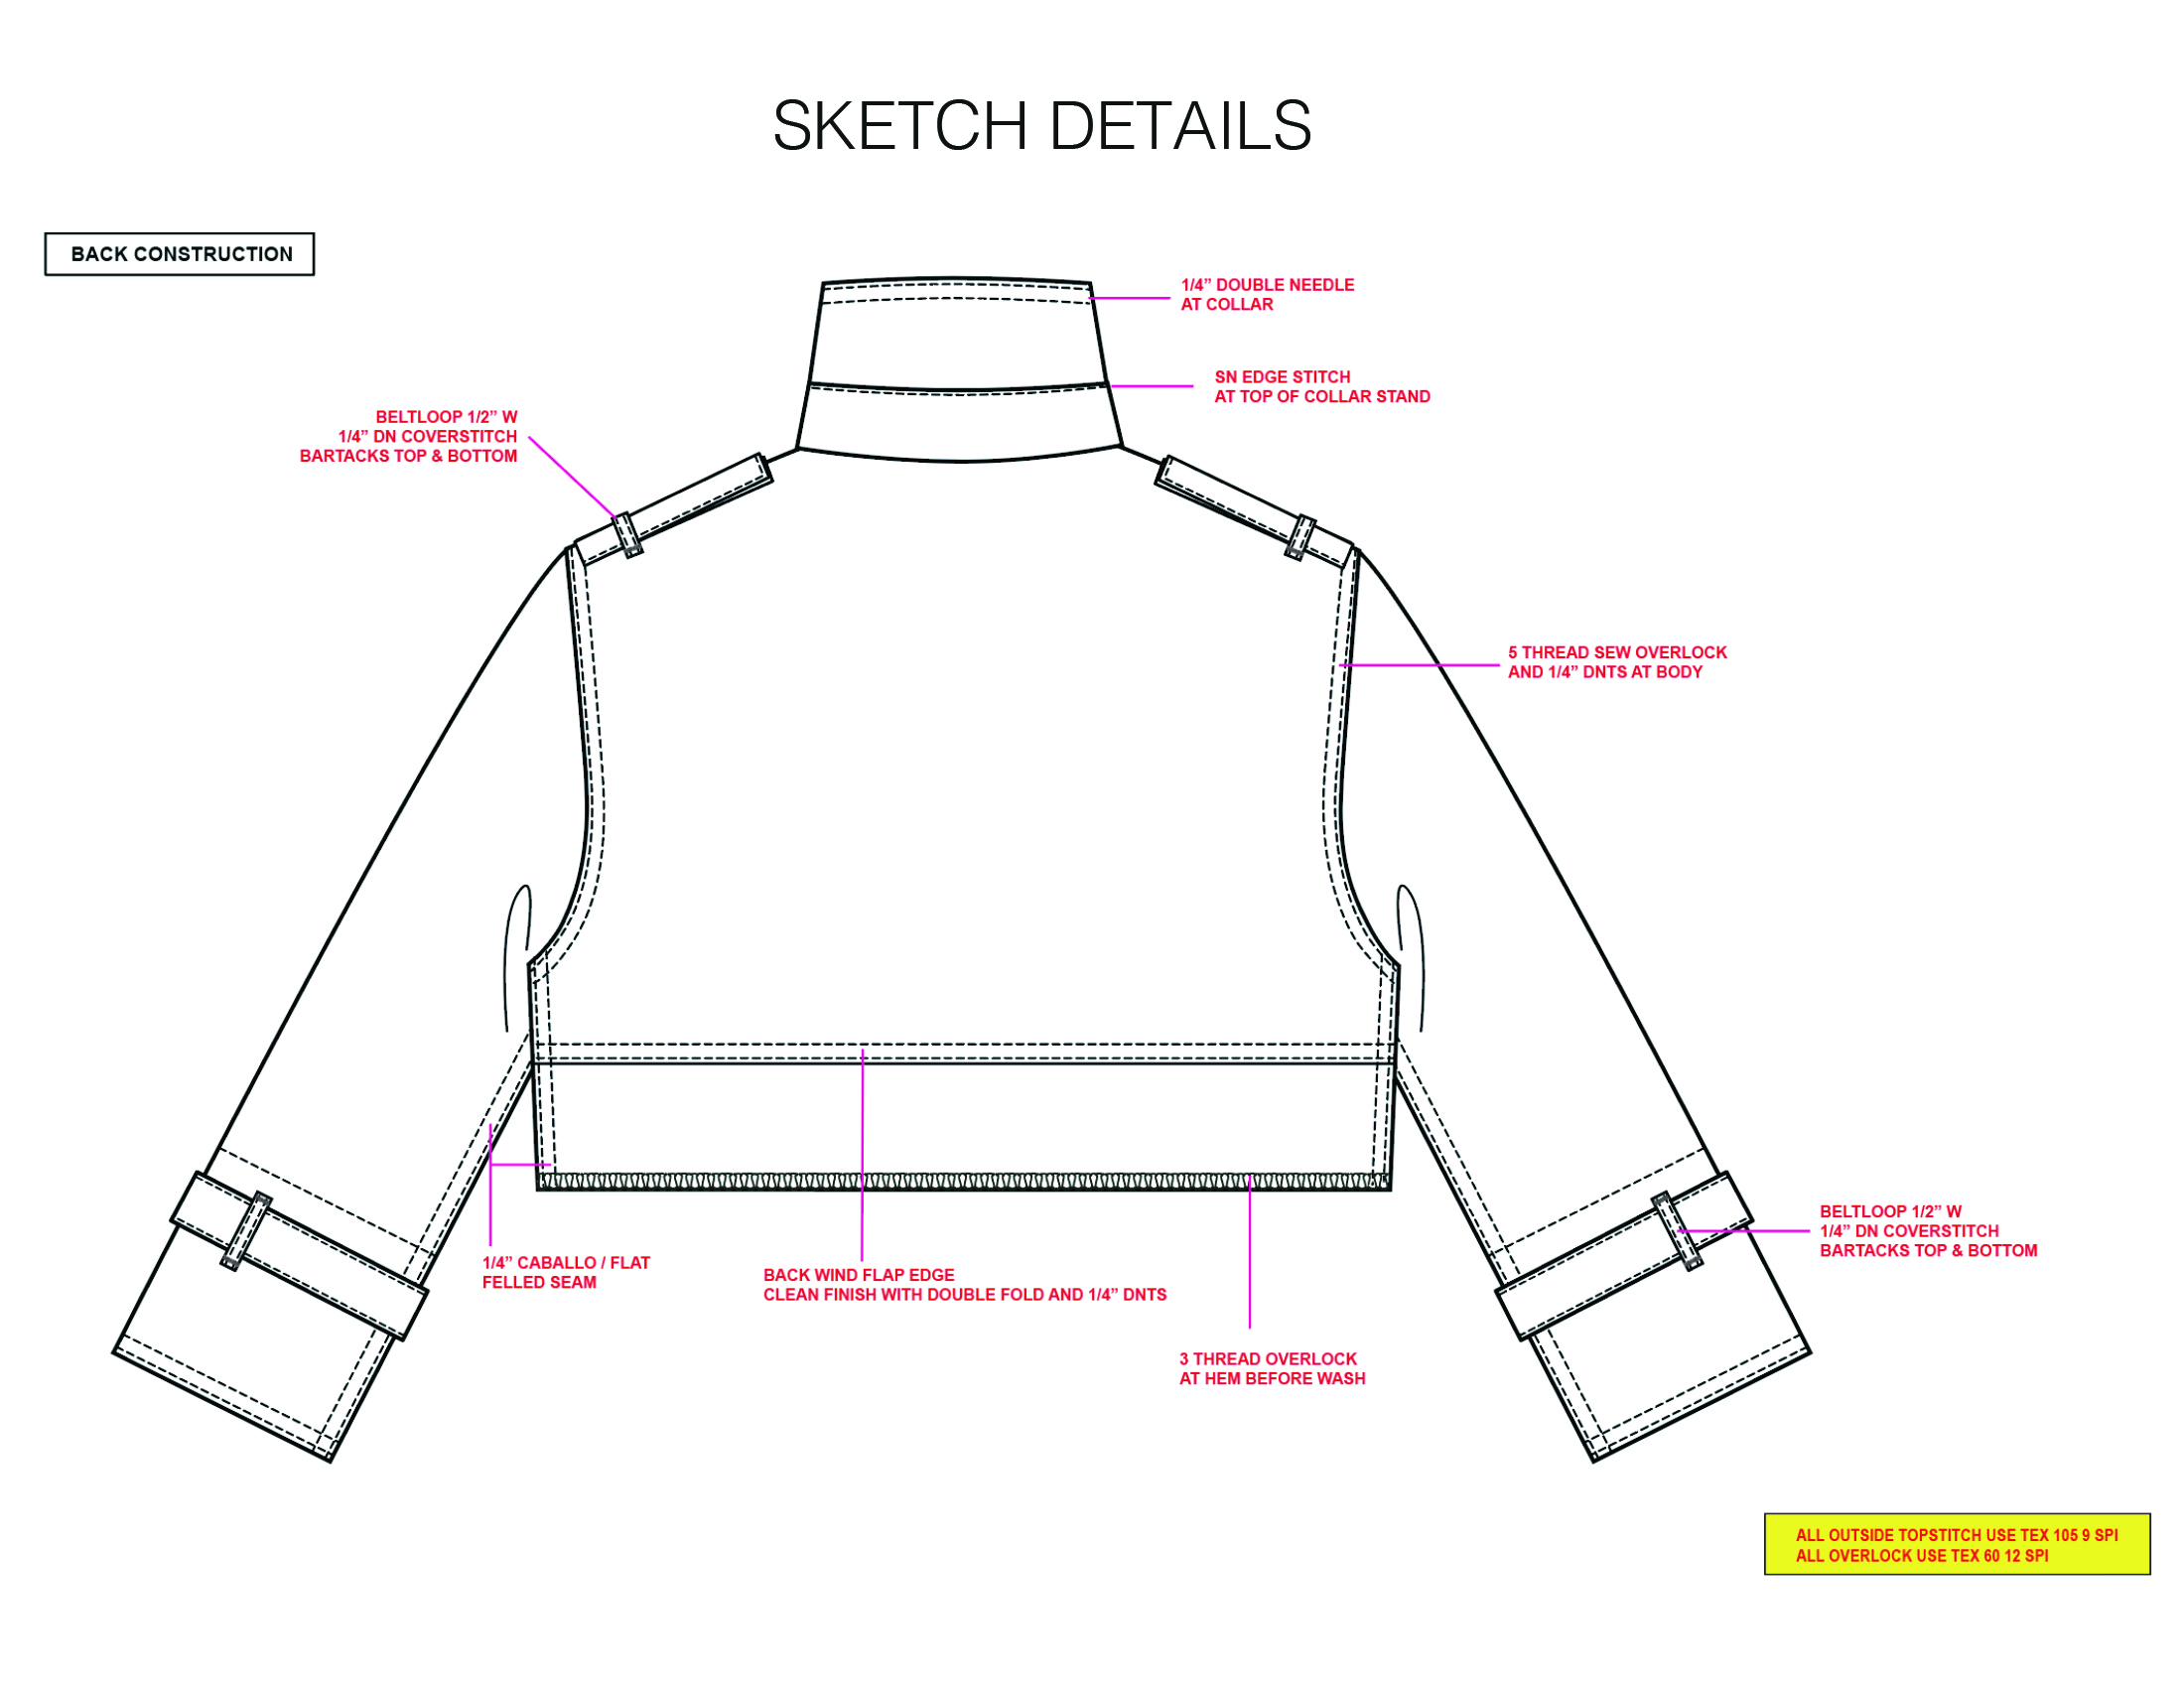 SKETCH DETAILS
BACK CONSTRUCTION
1/4” DOUBLE NEEDLE
AT COLLAR
SN EDGE STITCH
AT TOP OF COLLAR STAND
BELTLOOP 1/2” W
1/4” DN COVERSTITCH
BARTACKS TOP & BOTTOM
5 THREAD SEW OVERLOCK
AND 1/4” DNTS AT BODY
BELTLOOP 1/2” W
1/4” DN COVERSTITCH
BARTACKS TOP & BOTTOM
1/4” CABALLO / FLAT
FELLED SEAM
BACK WIND FLAP EDGE
CLEAN FINISH WITH DOUBLE FOLD AND 1/4” DNTS
3 THREAD OVERLOCK
AT HEM BEFORE WASH
ALL OUTSIDE TOPSTITCH USE TEX 105 9 SPI
ALL OVERLOCK USE TEX 60 12 SPI